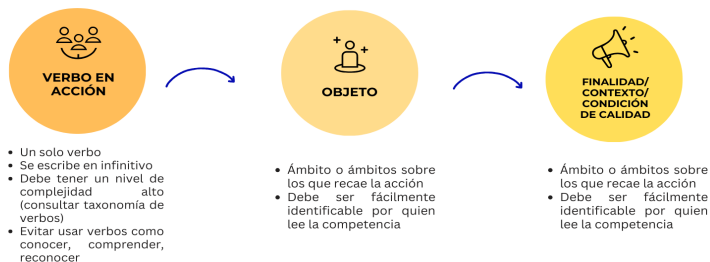 VERBO EN
ACCIÓN
OBJETO
FINALIDAD/
CONTEXTO/
CONDICIÓN
DE CALIDAD
• Un solo verbo
• Se escribe en infinitivo
• Debe tener un nivel de
complejidad alto
(consultar taxonomía de
verbos)
• Evitar usar verbos como
conocer, comprender,
reconocer
• Ámbito o ámbitos sobre
los que recae la acción
• Debe ser fácilmente
identificable por quien
lee la competencia
• Ámbito o ámbitos sobre
los que recae la acción
• Debe ser fácilmente
identificable por quien
lee la competencia